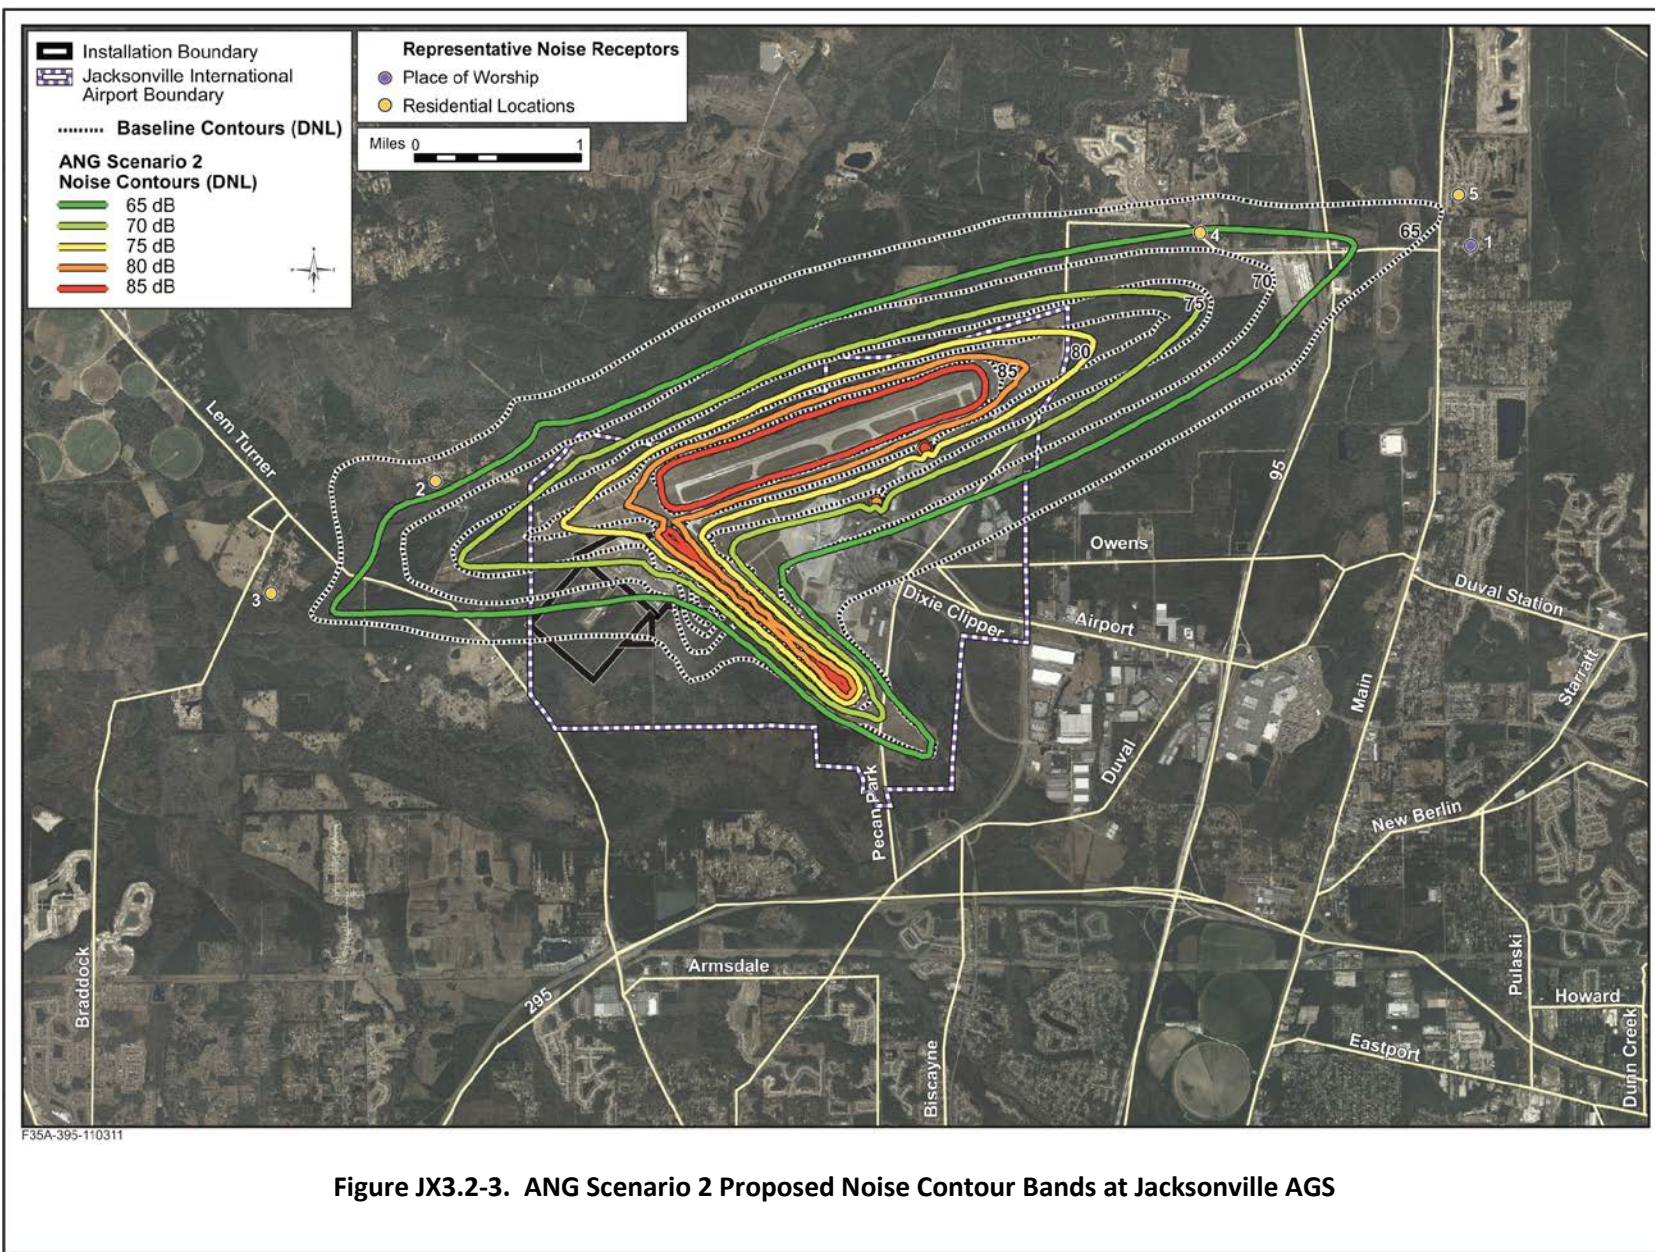 Installation Boundary
Jacksonville International
Airport Boundary
Baseline Contours (DNL)
ANG Scenario 2
Noise Contours (DNL)
65 dB
70 dB
75 dB
80 dB
85 dB
Representative Noise Receptors
Place of Worship
Residential Locations
Miles 0 1
5
65
1
4
70
75
80
85
Lem Turner
2
95
3
Owens
Duval Station
Dixie Clipper
Airport
Starratt
Main
Duval
Pecan Park
New Berlin
Braddock
Armsdale
295
Pulaski
Howard
Biscayne
Eastport
Dunn Creek
F35A-395-110311
Figure JX3.2-3. ANG Scenario 2 Proposed Noise Contour Bands at Jacksonville AGS